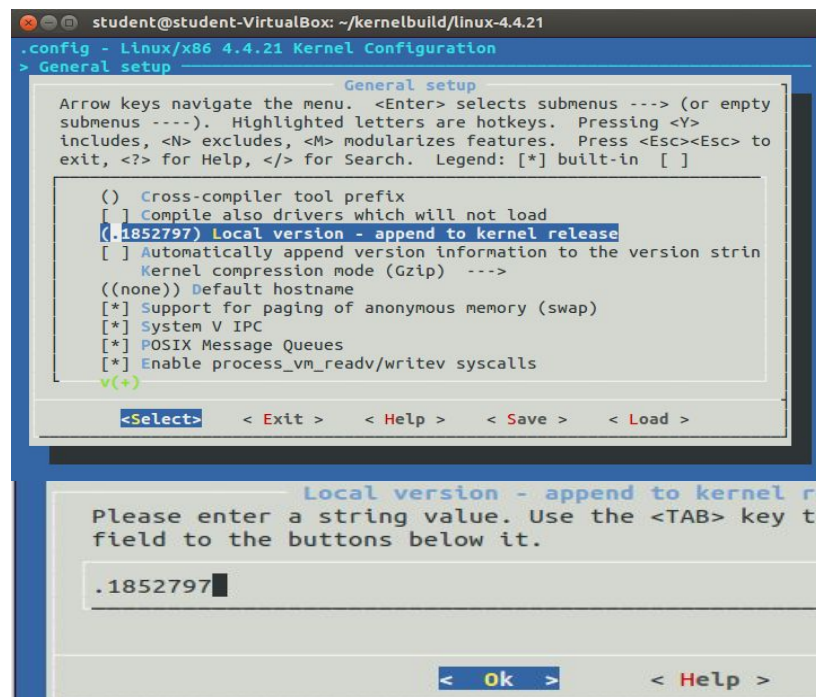 student@student-VirtualBox: ~/kernelbuild/linux-4.4.21
.config - Linux/x86 4.4.21 Kernel Configuration
> General setup
General setup
Arrow keys navigate the menu.  <Enter> selects submenus ---> (or empty
submenus ----).  Highlighted letters are hotkeys.  Pressing <Y>
includes, <N> excludes, <M> modularizes features.  Press <Esc><Esc> to
exit, <?> for Help, </> for Search.  Legend: [*] built-in  [ ]
() Cross-compiler tool prefix
[ ] Compile also drivers which will not load
(.1852797) Local version - append to kernel release
[ ] Automatically append version information to the version strin
Kernel compression mode (Gzip)  --->
((none)) Default hostname
[*] Support for paging of anonymous memory (swap)
[*] System V IPC
[*] POSIX Message Queues
[*] Enable process_vm_readv/writev syscalls
v(+)
<Select>    < Exit >    < Help >    < Save >    < Load >
Local version - append to kernel r
Please enter a string value. Use the <TAB> key t
field to the buttons below it.
.1852797
<  Ok  >    < Help >